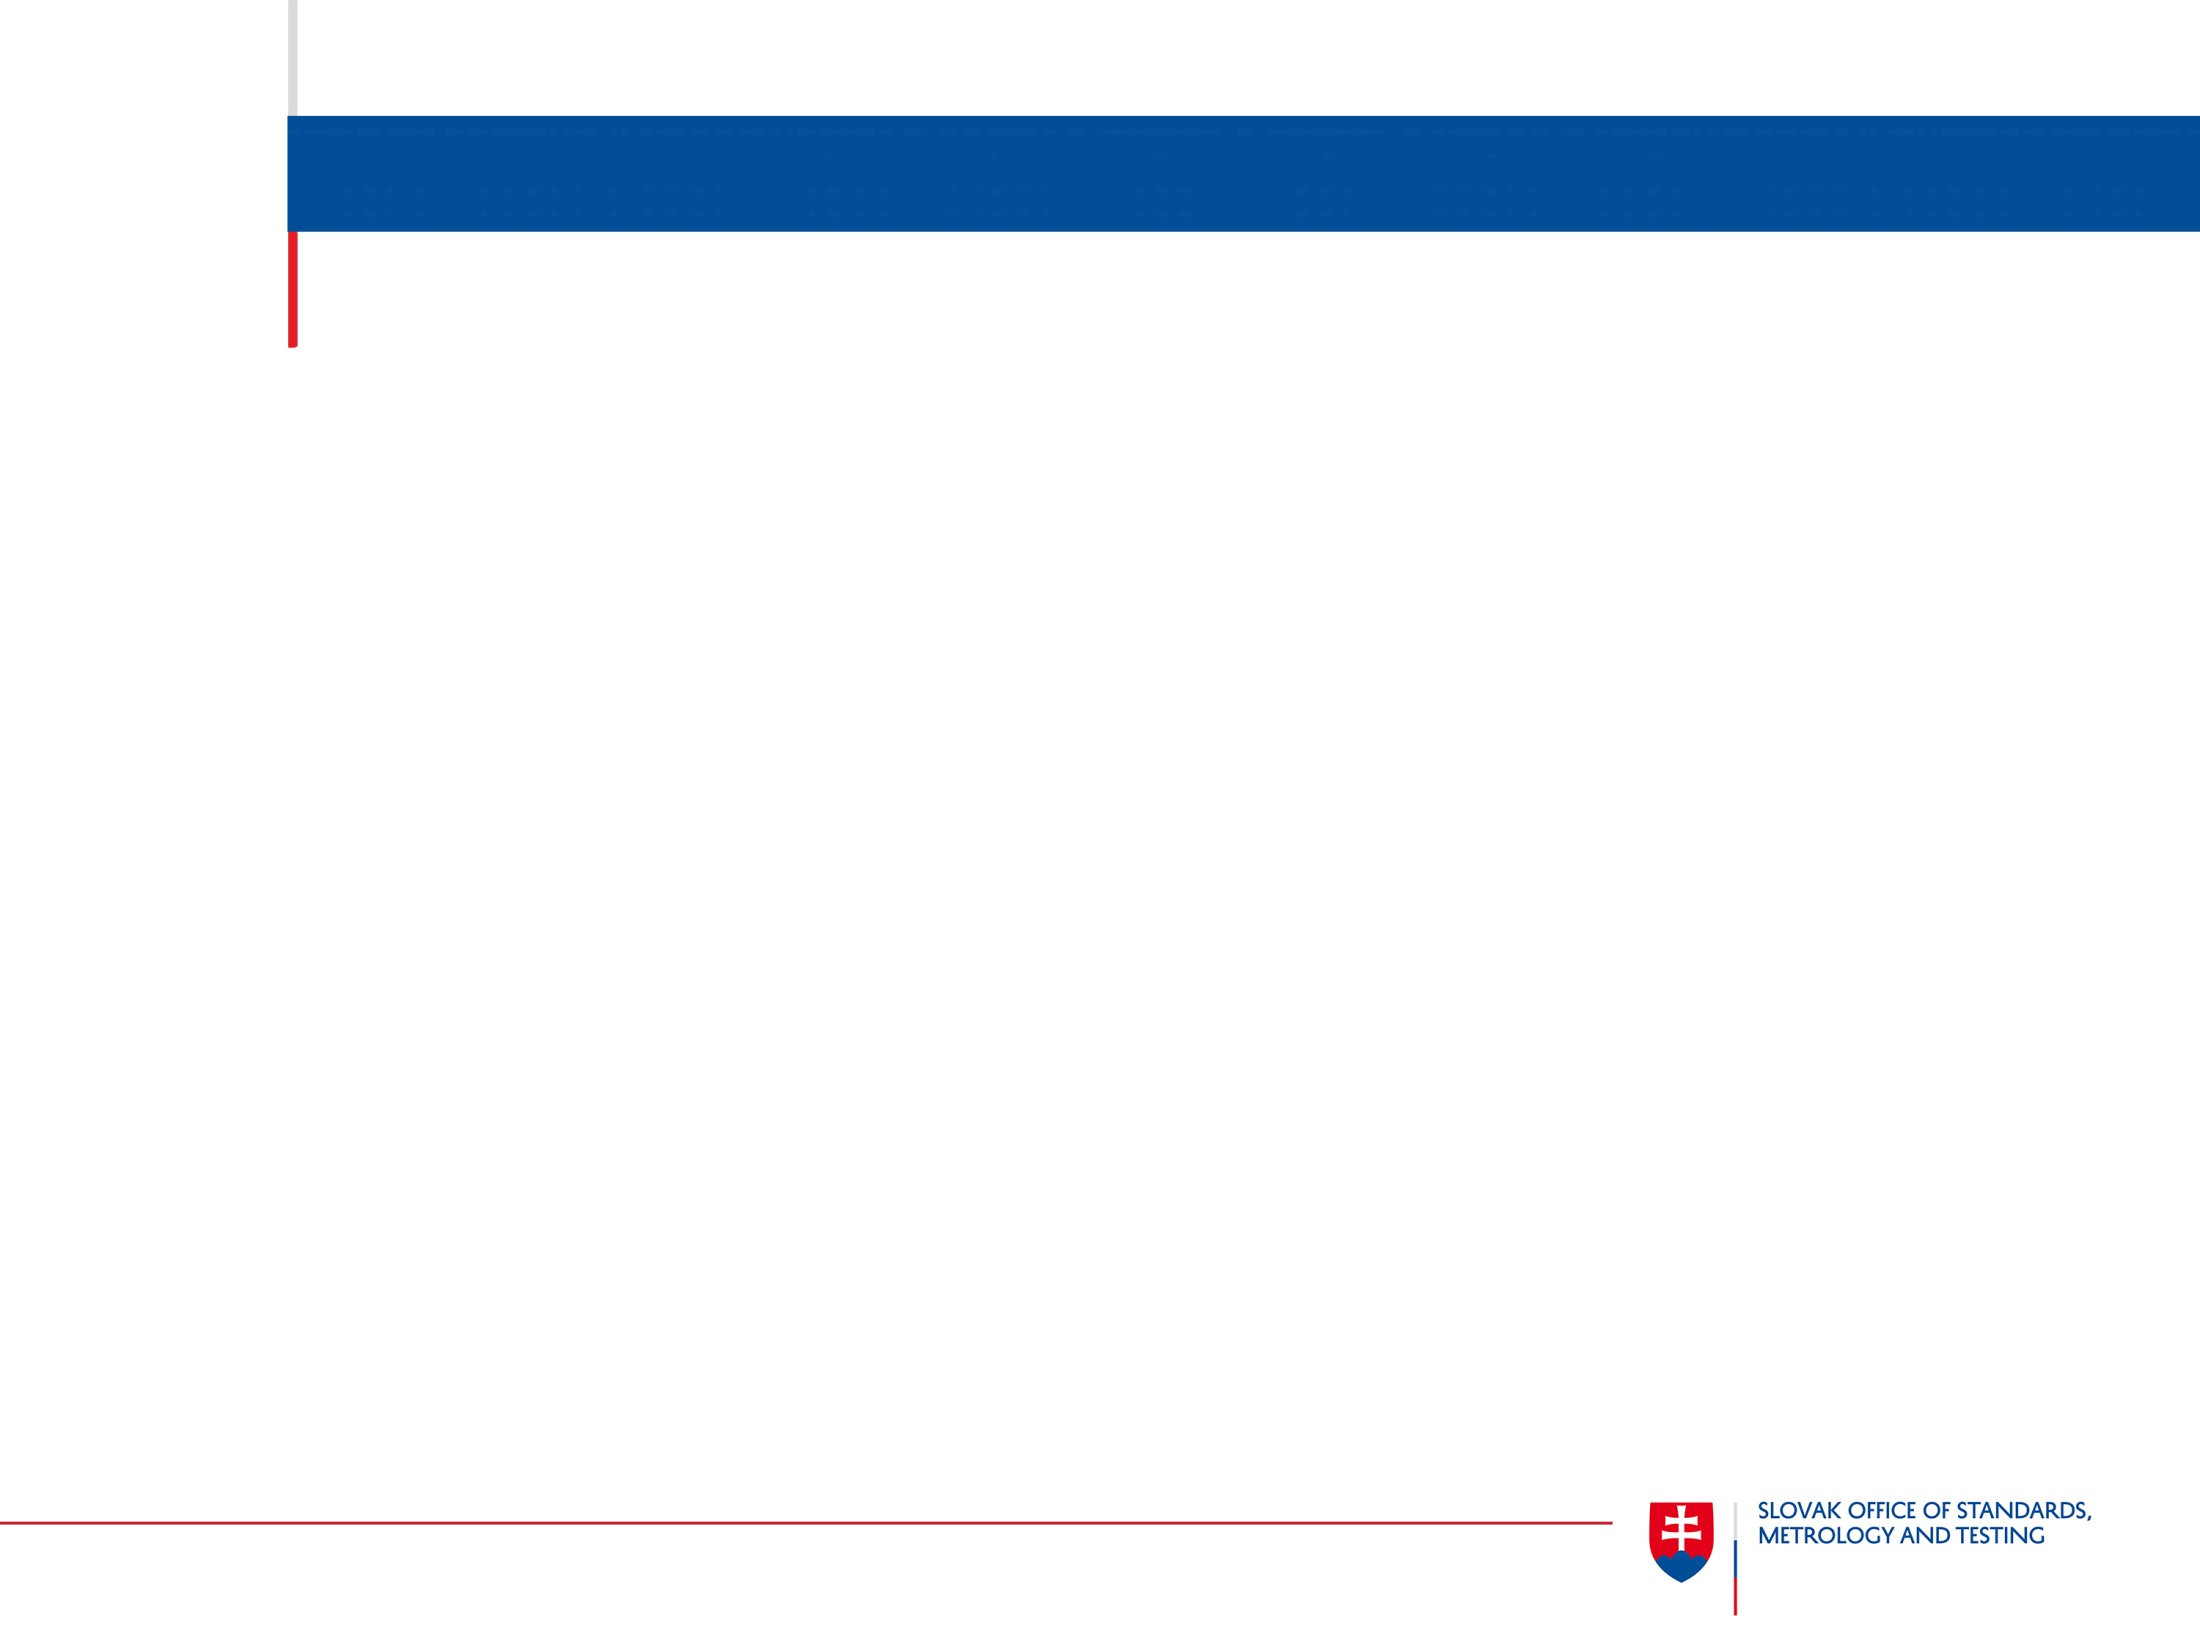 SLOVAK OFFICE OF STANDARDS,
METROLOGY AND TESTING